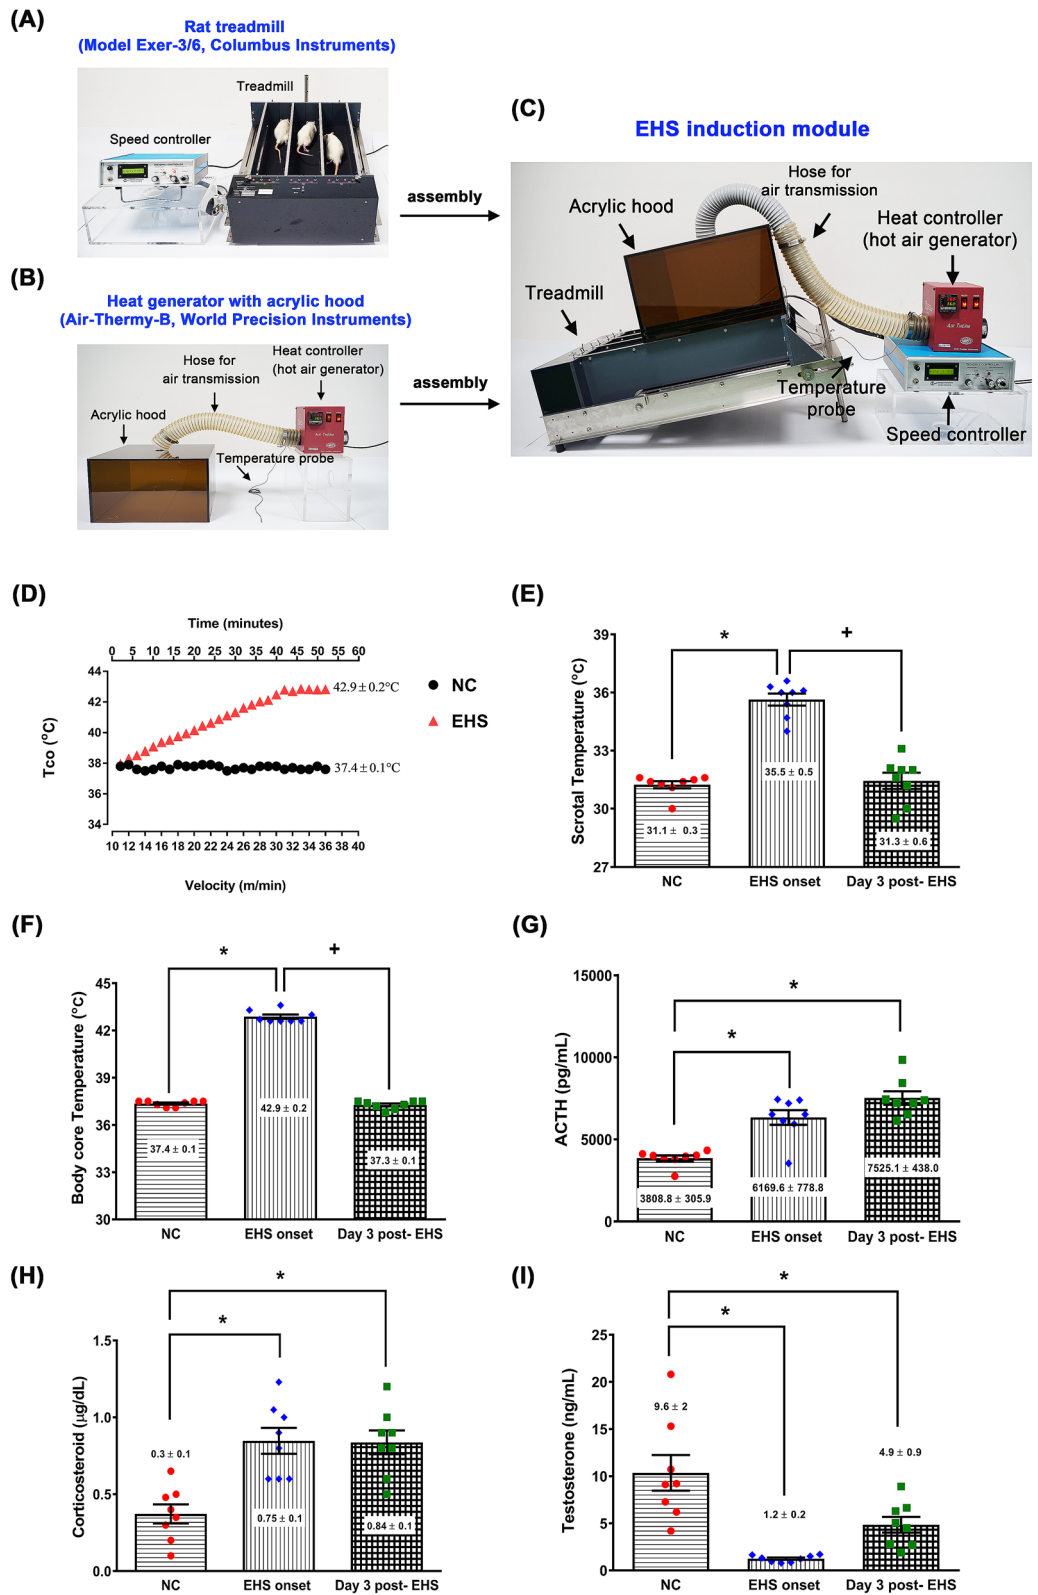 (A)
Rat treadmill
(Model Exer-3/6, Columbus Instruments)
Treadmill
Speed controller
assembly
(B)
Heat generator with acrylic hood
(Air-Thermy-B, World Precision Instruments)
Hose for
air transmission
Heat controller
(hot air generator)
Acrylic hood
Temperature probe
assembly
(C)
EHS induction module
Hose for
air transmission
Acrylic hood
Heat controller
(hot air generator)
Treadmill
Temperature
probe
Speed controller
(D)
Time (minutes)
0 5 10 15 20 25 30 35 40 45 50 55 60
44
42
40
38
36
34
Tco (°C)
42.9±0.2°C
37.4±0.1°C
NC
EHS
10 12 14 16 18 20 22 24 26 28 30 32 34 36 38 40
Velocity (m/min)
(E)
Scrotal Temperature (°C)
39
36
33
30
27
*
+
31.1 ± 0.3
35.5 ± 0.5
31.3 ± 0.6
NC
EHS onset
Day 3 post- EHS
(F)
Body core Temperature (°C)
45
42
39
36
33
30
*
+
37.4 ± 0.1
42.9 ± 0.2
37.3 ± 0.1
NC
EHS onset
Day 3 post- EHS
(G)
ACTH (pg/mL)
15000
10000
5000
0
*
*
3808.8 ± 305.9
6169.6 ± 778.8
7525.1 ± 438.0
NC
EHS onset
Day 3 post- EHS
(H)
Corticosteroid (µg/dL)
1.5
1.0
0.5
0.0
*
*
0.3 ± 0.1
0.75 ± 0.1
0.84 ± 0.1
NC
EHS onset
Day 3 post- EHS
(I)
Testosterone (ng/mL)
25
20
15
10
5
0
*
*
9.6 ± 2
1.2 ± 0.2
4.9 ± 0.9
NC
EHS onset
Day 3 post- EHS